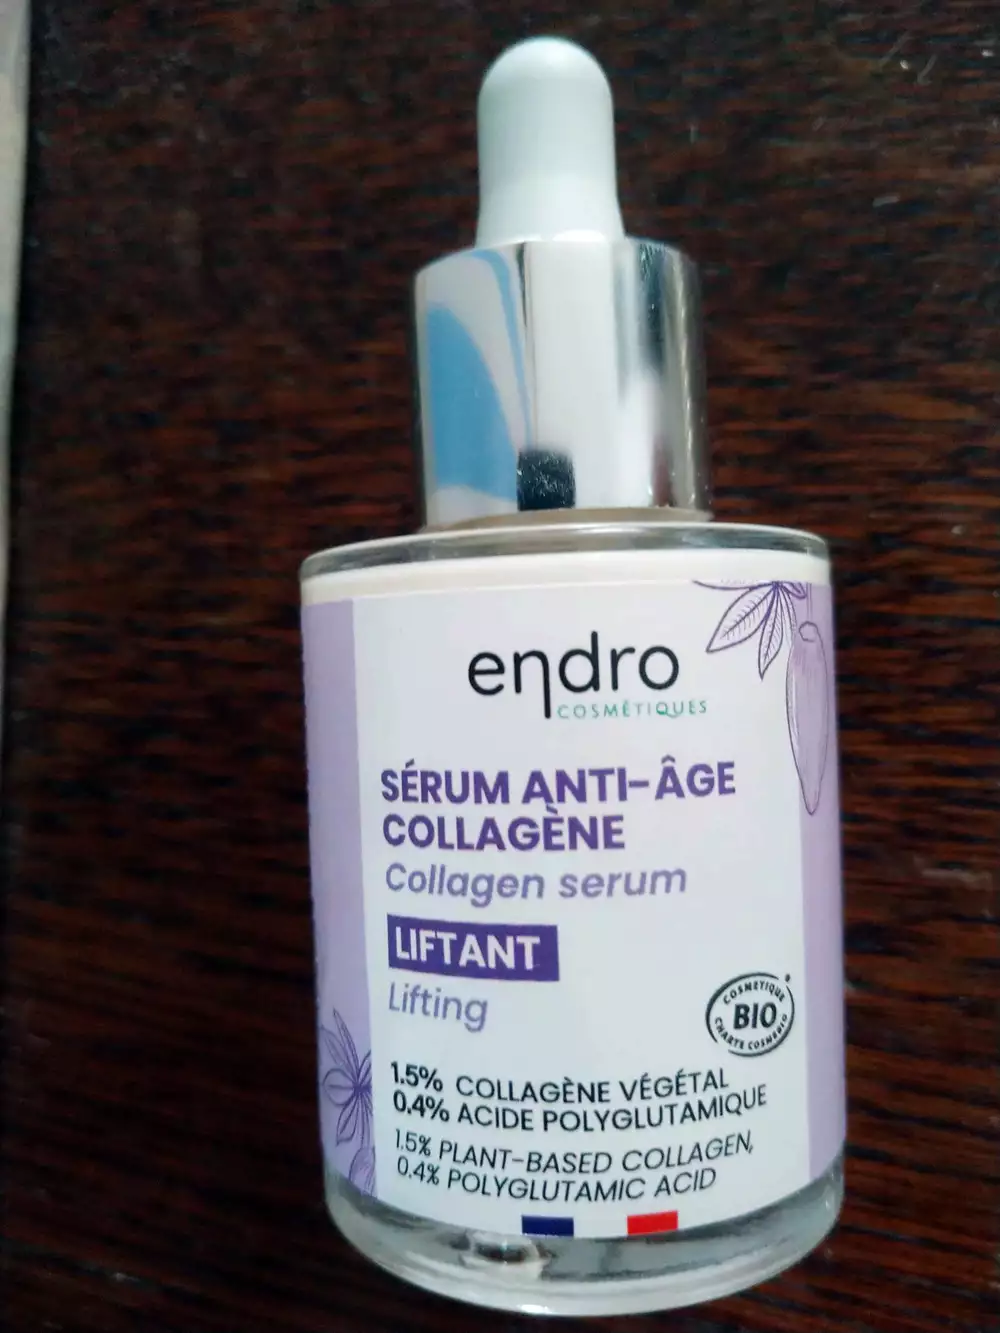 endro
COSMÉTIQUES
SÉRUM ANTI-ÂGE
COLLAGÈNE
Collagen serum
LIFTANT
Lifting
COSMETIQUE
BIO
CHARTE COSMEBIO
1.5% COLLAGÈNE VÉGÉTAL
0.4% ACIDE POLYGLUTAMIQUE
1.5% PLANT-BASED COLLAGEN,
0.4% POLYGLUTAMIC ACID